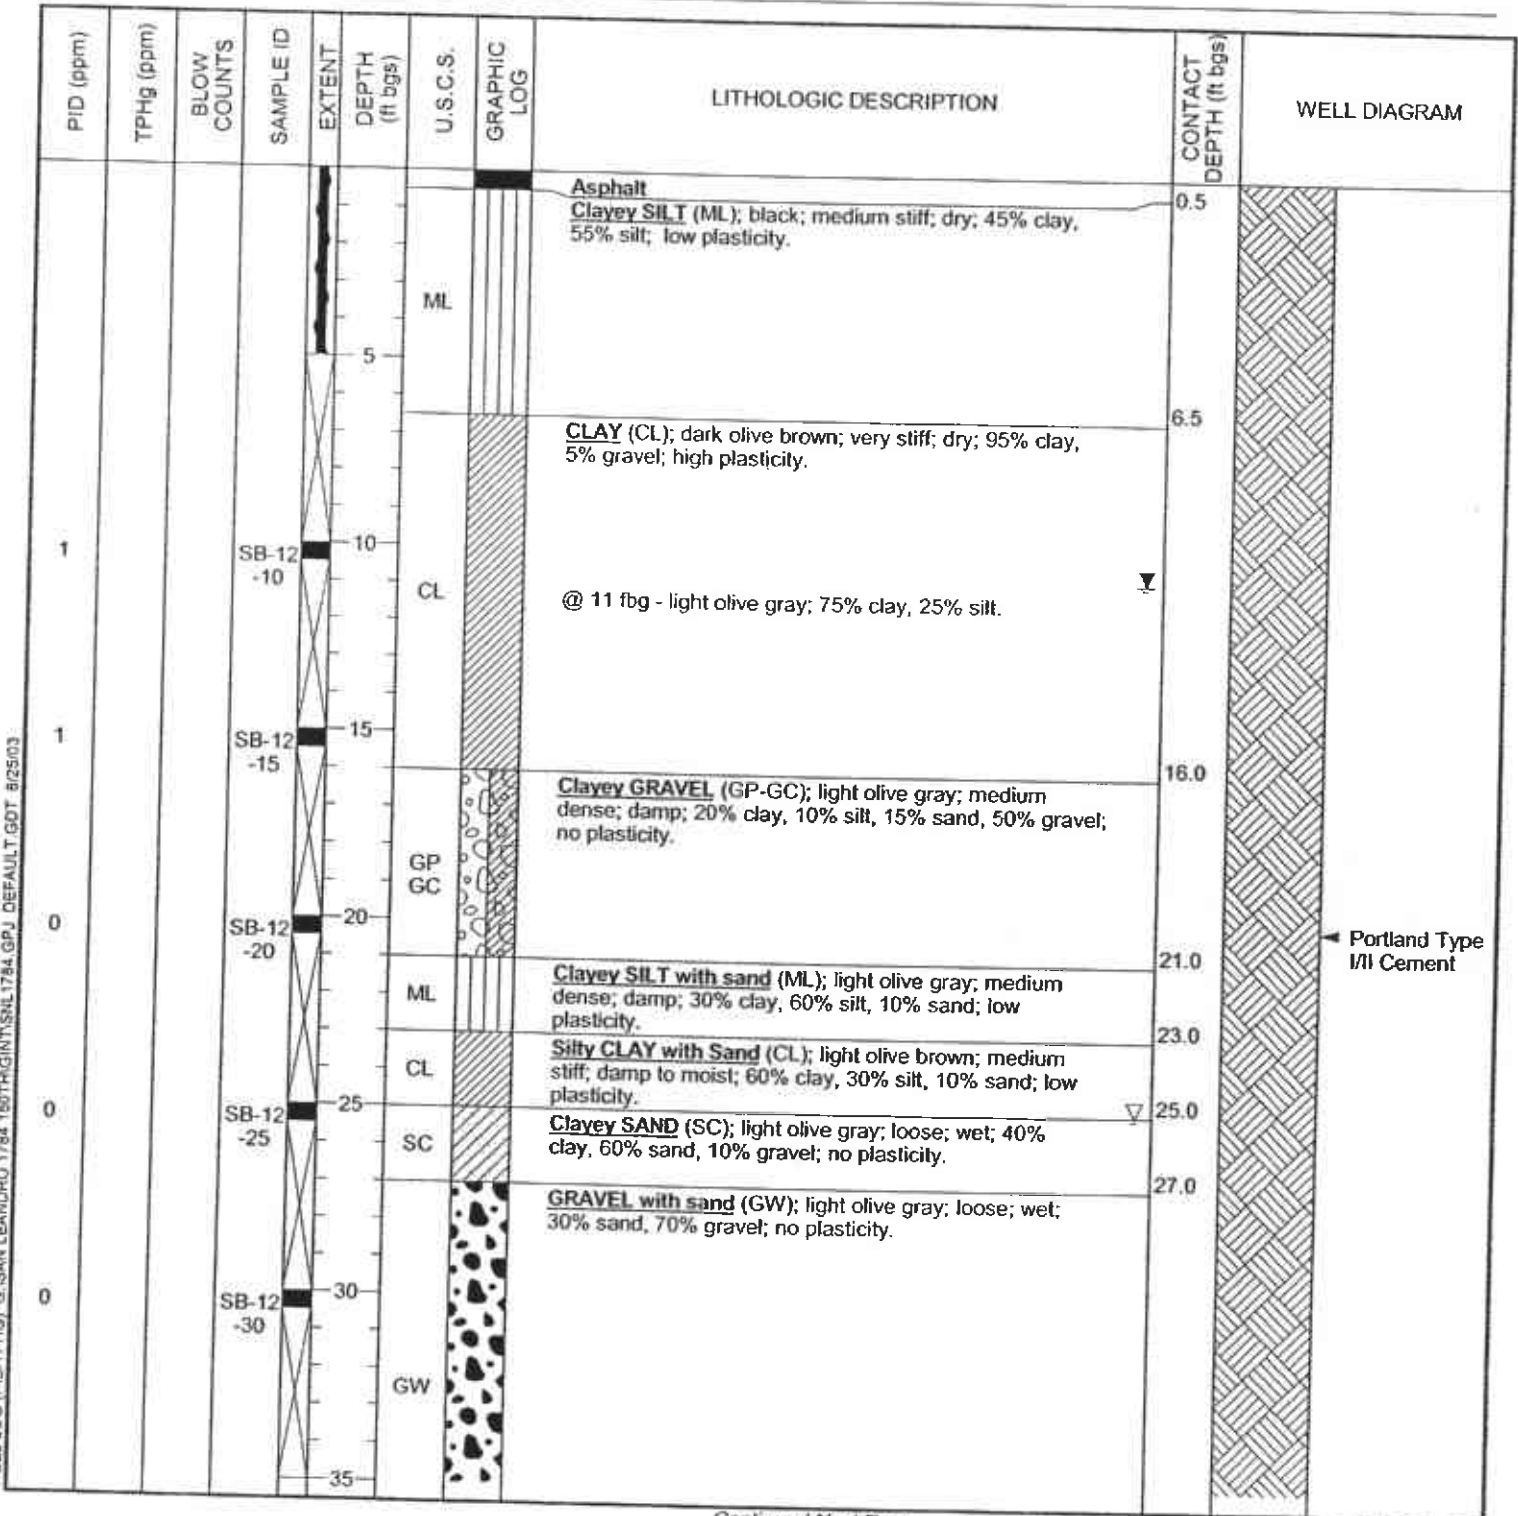 PID (ppm)
TPHg (ppm)
BLOW
COUNTS
SAMPLE ID
EXTENT
DEPTH
(ft bgs)
U.S.C.S.
GRAPHIC
LOG
LITHOLOGIC DESCRIPTION
CONTACT
DEPTH (ft bgs)
WELL DIAGRAM
Asphalt
0.5
Clayey SILT (ML); black; medium stiff; dry; 45% clay,
55% silt; low plasticity.
ML
5
6.5
CLAY (CL); dark olive brown; very stiff; dry; 95% clay,
5% gravel; high plasticity.
1
SB-12
-10
10
CL
@ 11 fbg - light olive gray; 75% clay, 25% silt.
1
SB-12
-15
15
16.0
Clayey GRAVEL (GP-GC); light olive gray; medium
dense; damp; 20% clay, 10% silt, 15% sand, 50% gravel;
no plasticity.
GP
GC
0
SB-12
-20
20
Portland Type
I/II Cement
21.0
Clayey SILT with sand (ML); light olive gray; medium
dense; damp; 30% clay, 60% silt, 10% sand; low
plasticity.
ML
23.0
Silty CLAY with Sand (CL); light olive brown; medium
stiff; damp to moist; 60% clay, 30% silt, 10% sand; low
plasticity.
CL
0
SB-12
-25
25
25.0
Clayey SAND (SC); light olive gray; loose; wet; 40%
clay, 60% sand, 10% gravel; no plasticity.
SC
27.0
GRAVEL with sand (GW); light olive gray; loose; wet;
30% sand, 70% gravel; no plasticity.
0
SB-12
-30
30
GW
35
DEFAULT.GDT 6/25/03